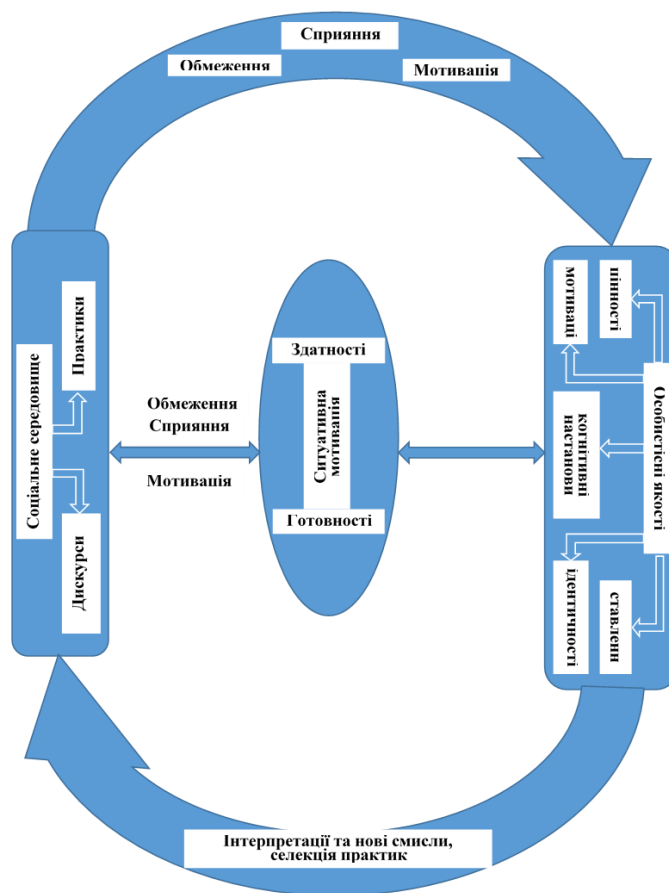 Сприяння
Обмеження
Мотивація
Соціальне середовище
Практики
Дискурси
Обмеження
Сприяння
Мотивація
Здатності
Ситуативна
мотивація
Готовності
Особистісні якості
цінності
мотивації
когнітивні
настанови
ідентичності
ставленн
Інтерпретації та нові смисли,
селекція практик